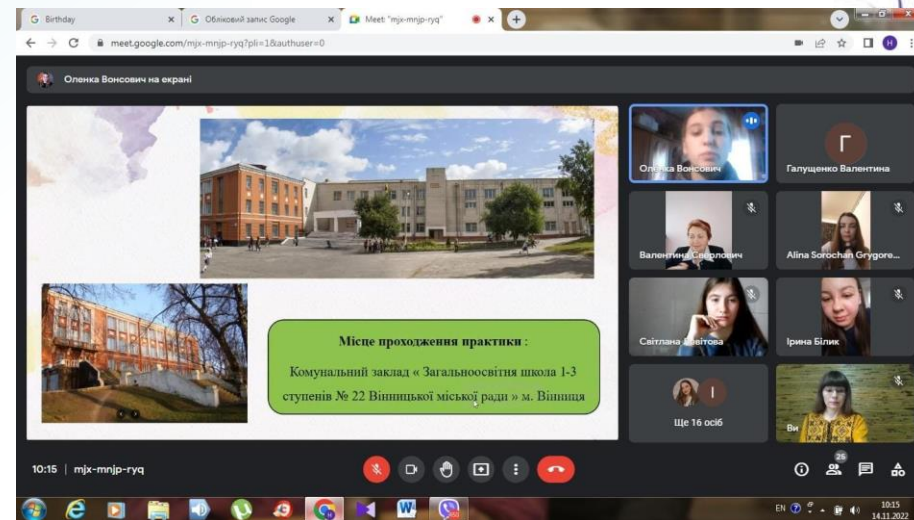 Birthday
Обліковий запис Google
Meet: "mjx-mnjp-ryq"
meet.google.com/mjx-mnjp-ryq?pli=1&authuser=0
H
Оленка Вонсович на екрані
Місце проходження практики :
Комунальний заклад « Загальноосвітня школа 1-3
ступенів № 22 Вінницької міської ради » м. Вінниця
Оленка Вонсович
Г
Галущенко Валентина
Валентина
Alina Sorochan Grygore...
Світлана
Ірина Білик
І
Ще 16 осіб
Ви
10:15 | mjx-mnjp-ryq
25
EN
10:15
14.11.2022